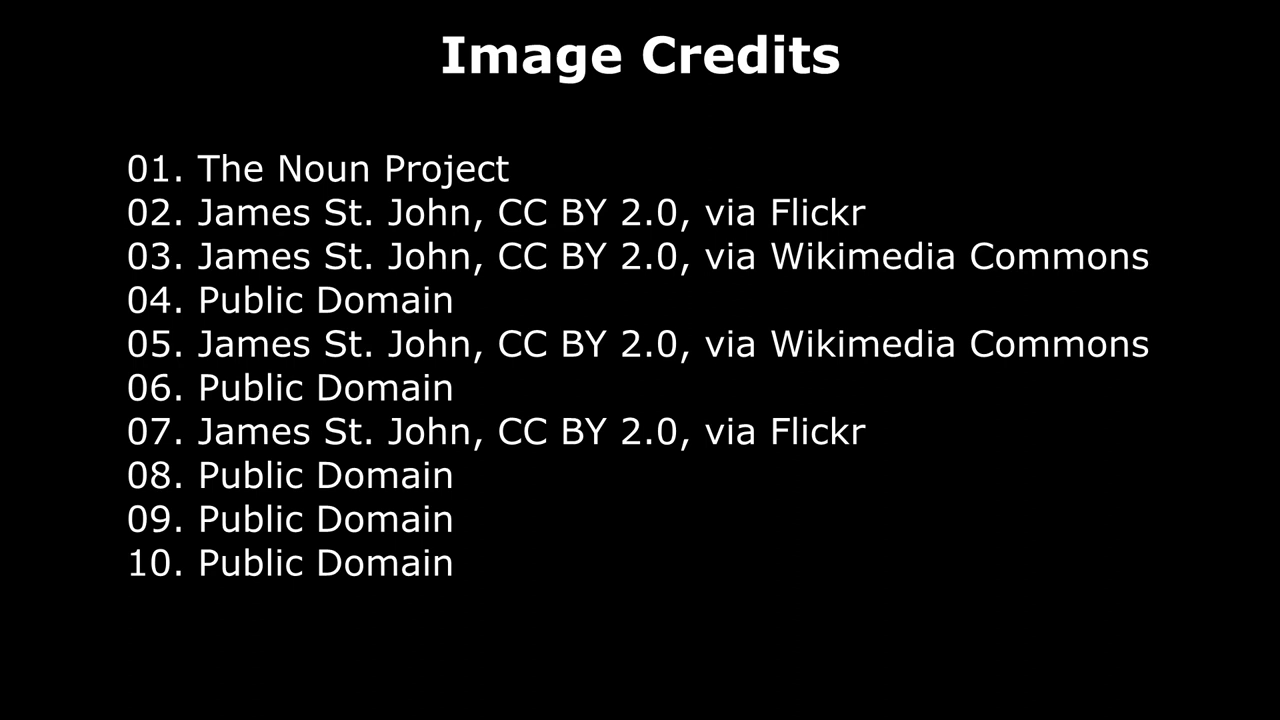 Image Credits
01. The Noun Project
02. James St. John, CC BY 2.0, via Flickr
03. James St. John, CC BY 2.0, via Wikimedia Commons
04. Public Domain
05. James St. John, CC BY 2.0, via Wikimedia Commons
06. Public Domain
07. James St. John, CC BY 2.0, via Flickr
08. Public Domain
09. Public Domain
10. Public Domain